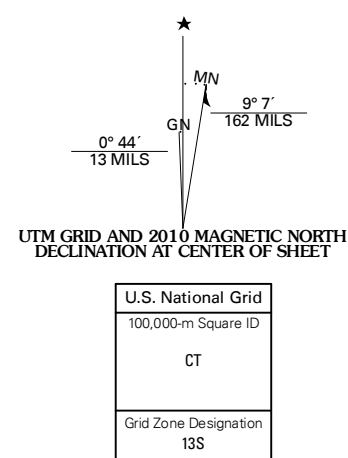 ★
MN
GN
9° 7´
162 MILS
0° 44´
13 MILS
UTM GRID AND 2010 MAGNETIC NORTH
DECLINATION AT CENTER OF SHEET
U.S. National Grid
100,000-m Square ID
CT
Grid Zone Designation
13S